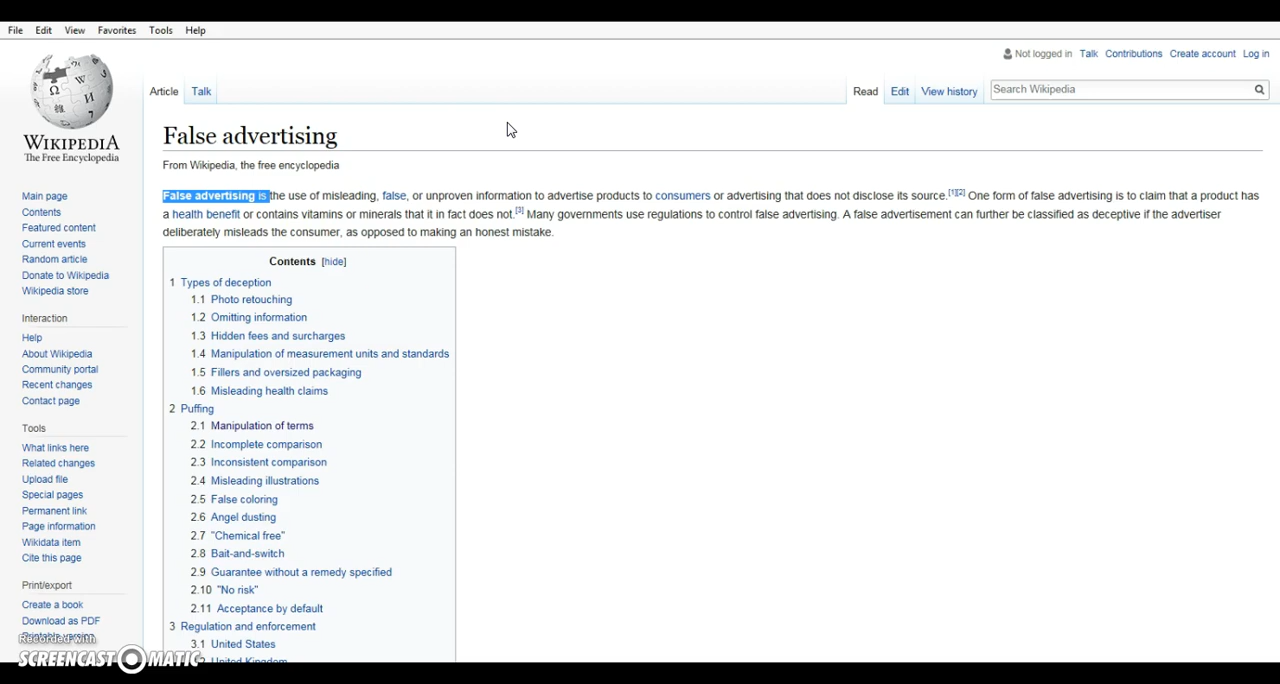 File Edit View Favorites Tools Help
Not logged in Talk Contributions Create account Log in
Article Talk Read Edit View history Search Wikipedia
WIKIPEDIA
The Free Encyclopedia
False advertising
From Wikipedia, the free encyclopedia
False advertising is the use of misleading, false, or unproven information to advertise products to consumers or advertising that does not disclose its source.[1][2] One form of false advertising is to claim that a product has
a health benefit or contains vitamins or minerals that it in fact does not.[3] Many governments use regulations to control false advertising. A false advertisement can further be classified as deceptive if the advertiser
deliberately misleads the consumer, as opposed to making an honest mistake.
Main page
Contents
Featured content
Current events
Random article
Donate to Wikipedia
Wikipedia store
Interaction
Help
About Wikipedia
Community portal
Recent changes
Contact page
Tools
What links here
Related changes
Upload file
Special pages
Permanent link
Page information
Wikidata item
Cite this page
Print/export
Create a book
Download as PDF
Printable version
Contents [hide]
1 Types of deception
1.1 Photo retouching
1.2 Omitting information
1.3 Hidden fees and surcharges
1.4 Manipulation of measurement units and standards
1.5 Fillers and oversized packaging
1.6 Misleading health claims
2 Puffing
2.1 Manipulation of terms
2.2 Incomplete comparison
2.3 Inconsistent comparison
2.4 Misleading illustrations
2.5 False coloring
2.6 Angel dusting
2.7 "Chemical free"
2.8 Bait-and-switch
2.9 Guarantee without a remedy specified
2.10 "No risk"
2.11 Acceptance by default
3 Regulation and enforcement
3.1 United States
United Kingdom
Recorded with
SCREENCAST O MATIC